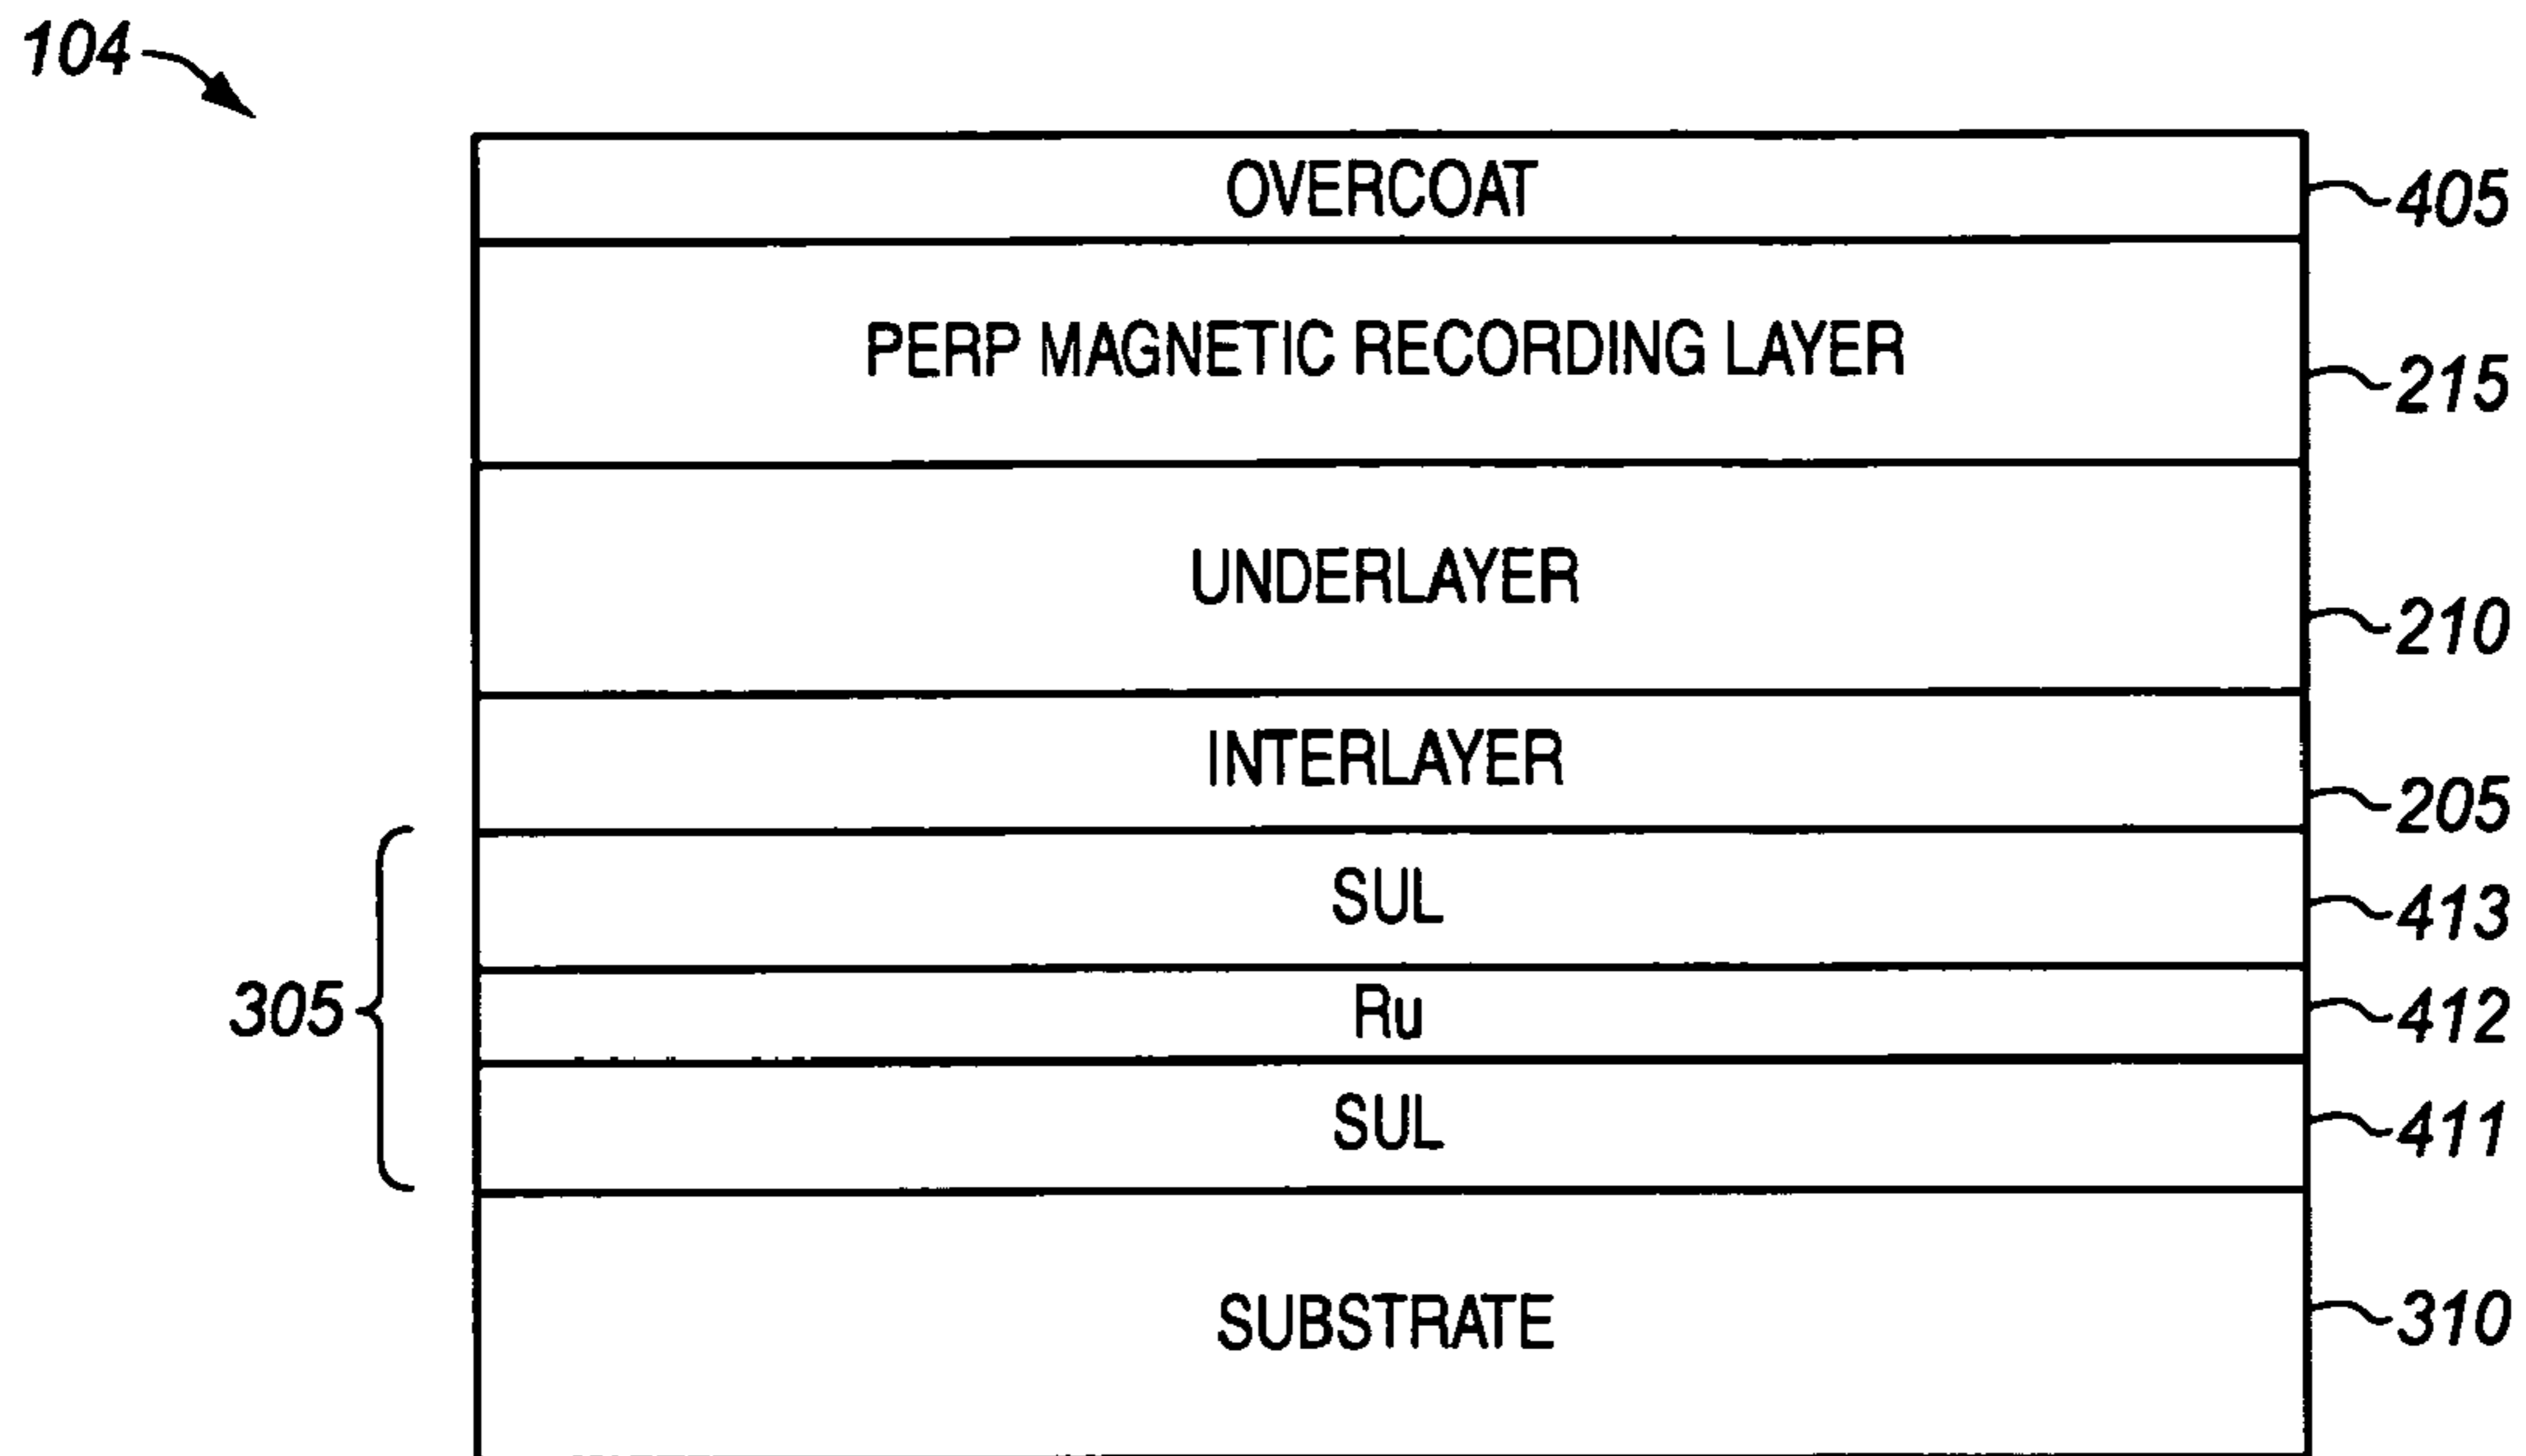 104
OVERCOAT
405
PERP MAGNETIC RECORDING LAYER
215
UNDERLAYER
210
INTERLAYER
205
SUL
413
305
Ru
412
SUL
411
SUBSTRATE
310